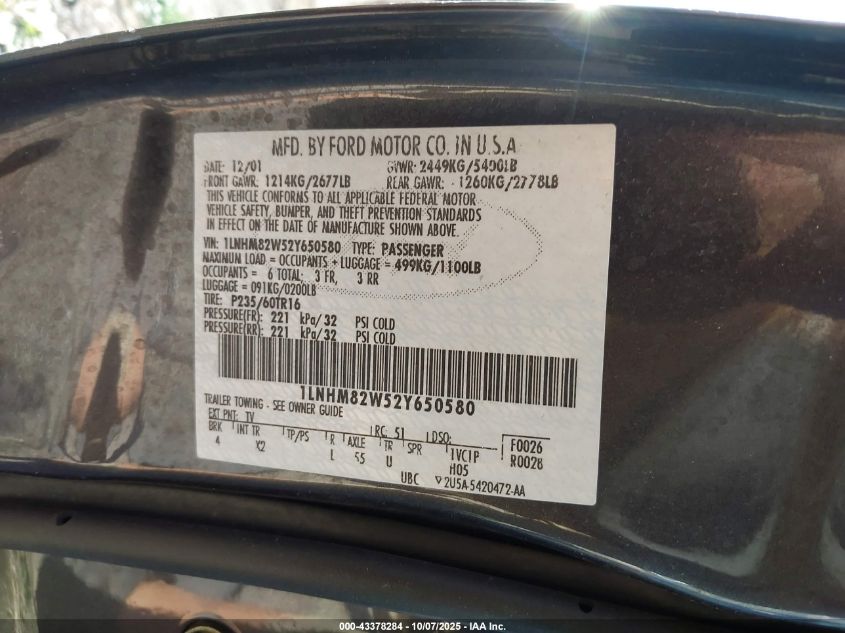 MFD. BY FORD MOTOR CO. IN U.S.A
DATE: 12/01 GVWR: 2449KG/5400LB
FRONT GAWR: 1214KG/2677LB REAR GAWR: 1260KG/2778LB
THIS VEHICLE CONFORMS TO ALL APPLICABLE FEDERAL MOTOR
VEHICLE SAFETY, BUMPER, AND THEFT PREVENTION STANDARDS
IN EFFECT ON THE DATE OF MANUFACTURE SHOWN ABOVE.
VIN: 1LNHM82W52Y650580 TYPE: PASSENGER
MAXIMUM LOAD = OCCUPANTS + LUGGAGE = 499KG/1100LB
OCCUPANTS = 6 TOTAL; 3 FR, 3 RR
LUGGAGE = 091KG/0200LB
TIRE: P235/60TR16
PRESSURE(FR): 221 kPa/32 PSI COLD
PRESSURE(RR): 221 kPa/32 PSI COLD
1LNHM82W52Y650580
TRAILER TOWING - SEE OWNER GUIDE
EXT PNT: TV RC: 51 DSO: F0026
BRK INT TR TP/PS R AXLE TR SPR IVCIP R0028
4 X2 L 55 U H05
UBC ▽2U5A-5420472-AA
000-43378284 - 10/07/2025 - IAA Inc.